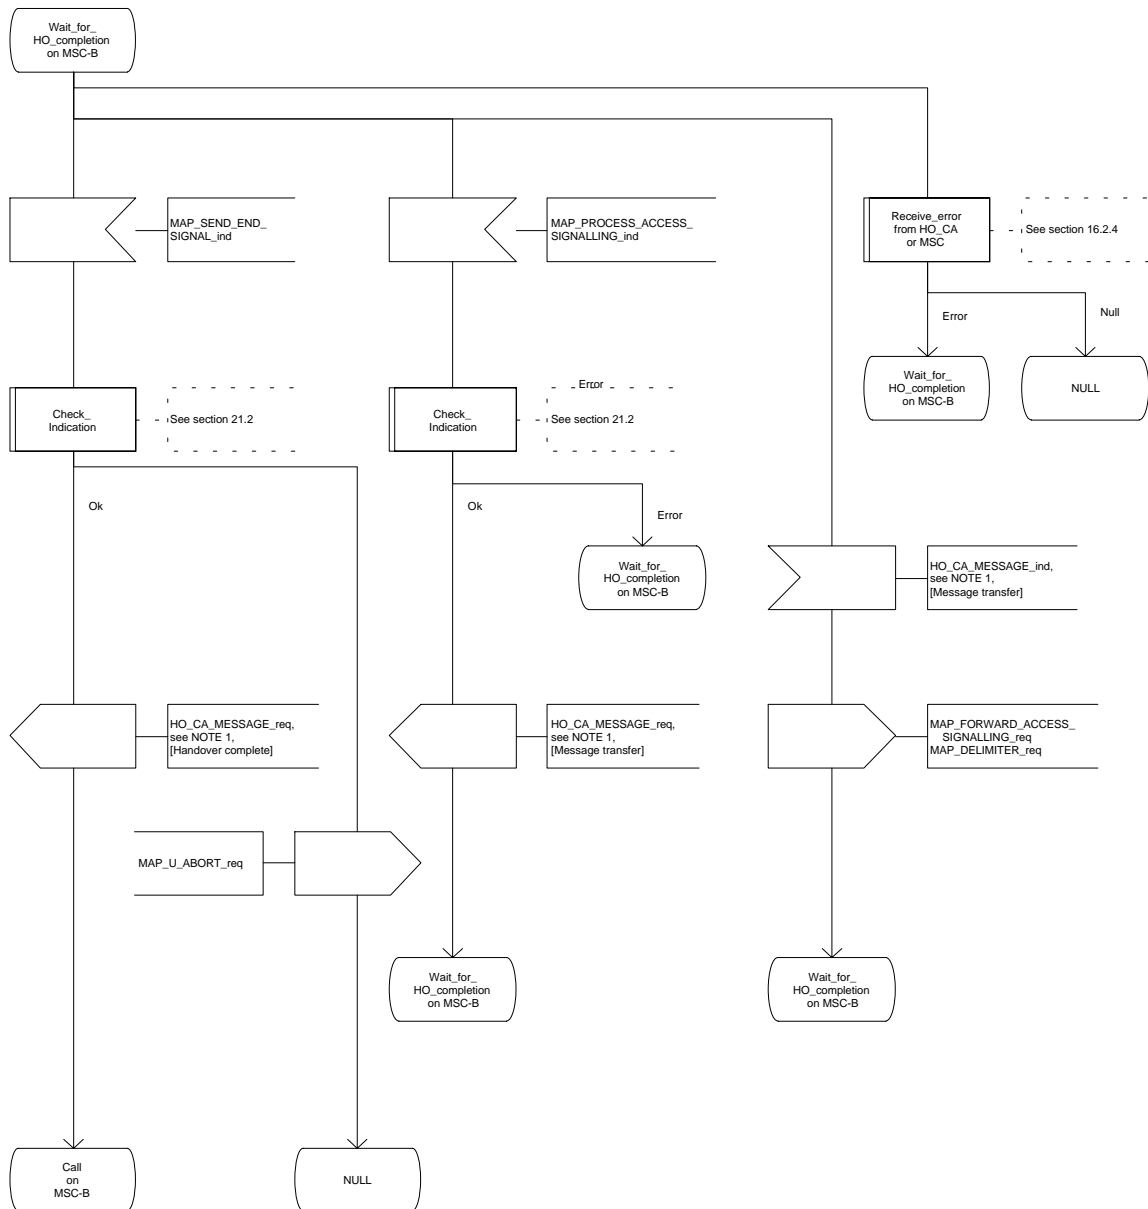 Wait_for_
HO_completion
on MSC-B
MAP_SEND_END_
SIGNAL_ind
MAP_PROCESS_ACCESS_
SIGNALLING_ind
Receive_error
from HO_CA
or MSC
See section 16.2.4
Error
Null
Wait_for_
HO_completion
on MSC-B
NULL
Check_
Indication
See section 21.2
Error
Check_
Indication
See section 21.2
Ok
Ok
Error
Wait_for_
HO_completion
on MSC-B
HO_CA_MESSAGE_ind,
see NOTE 1,
[Message transfer]
HO_CA_MESSAGE_req,
see NOTE 1,
[Handover complete]
HO_CA_MESSAGE_req,
see NOTE 1,
[Message transfer]
MAP_FORWARD_ACCESS_
SIGNALLING_req
MAP_DELIMITER_req
MAP_U_ABORT_req
Wait_for_
HO_completion
on MSC-B
Wait_for_
HO_completion
on MSC-B
Call
on
MSC-B
NULL